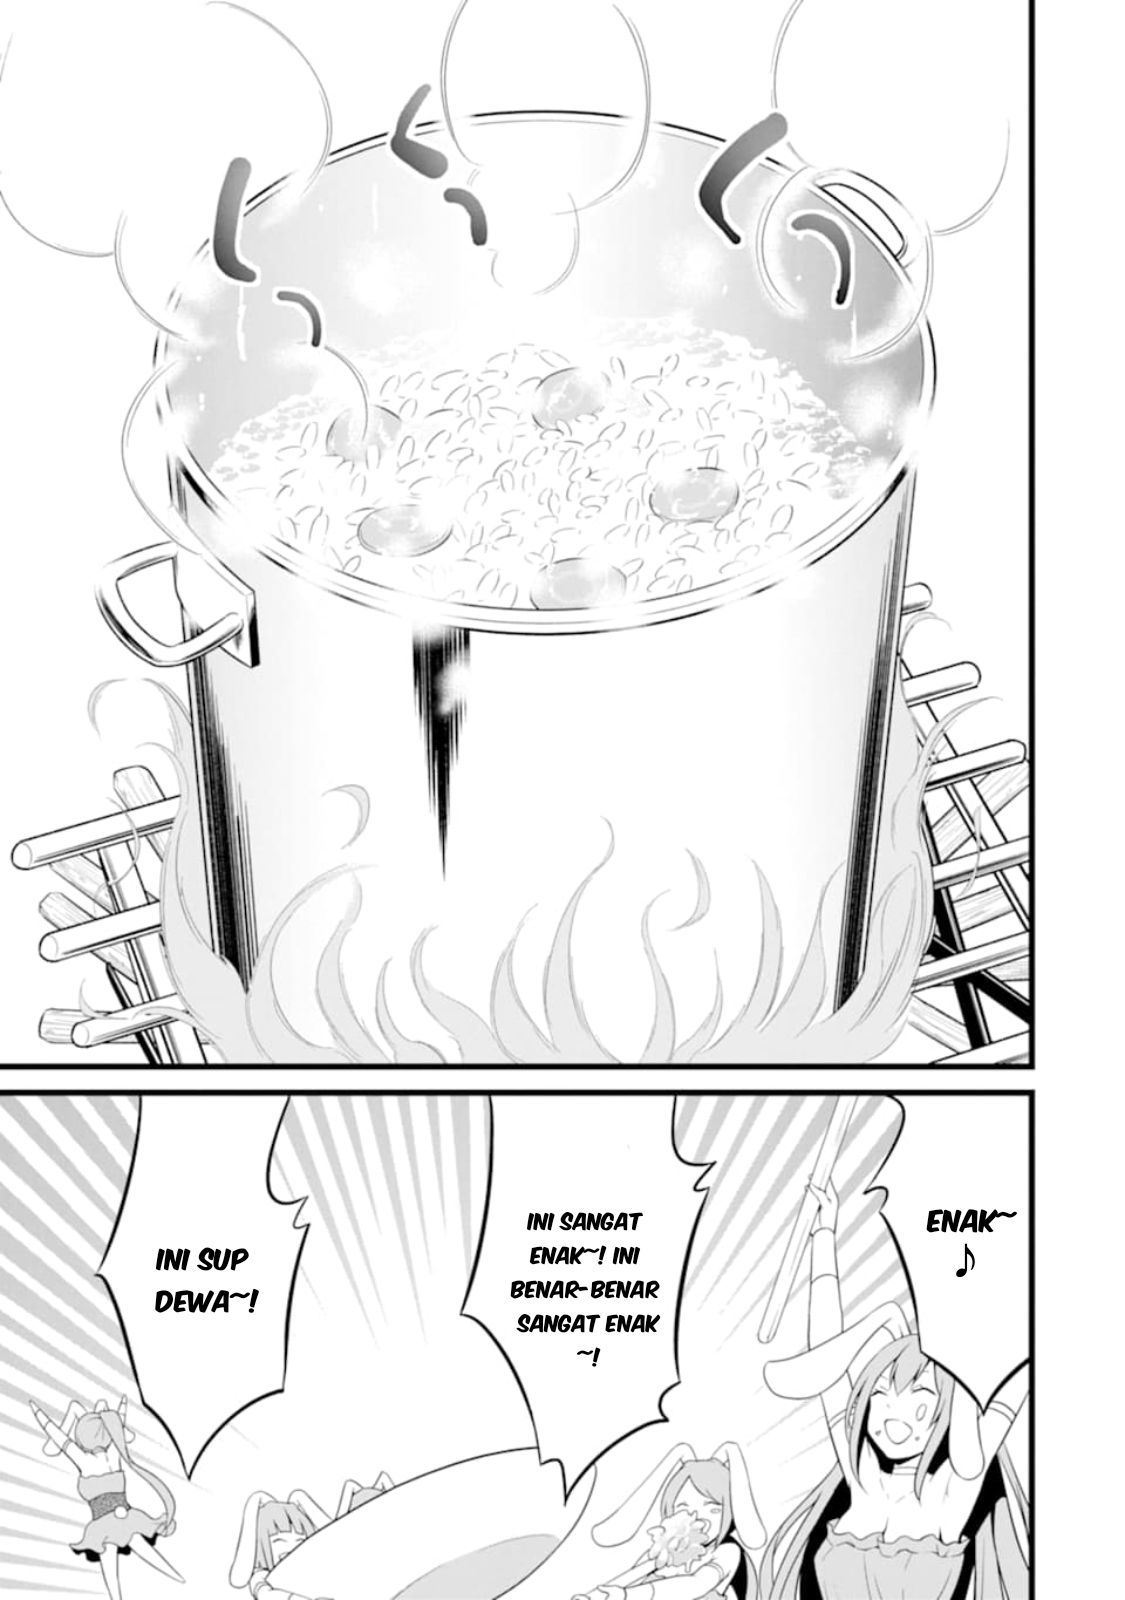 ENAK~
♪
INI SANGAT
ENAK~! INI
BENAR-BENAR
SANGAT ENAK
~!
INI SUP
DEWA~!